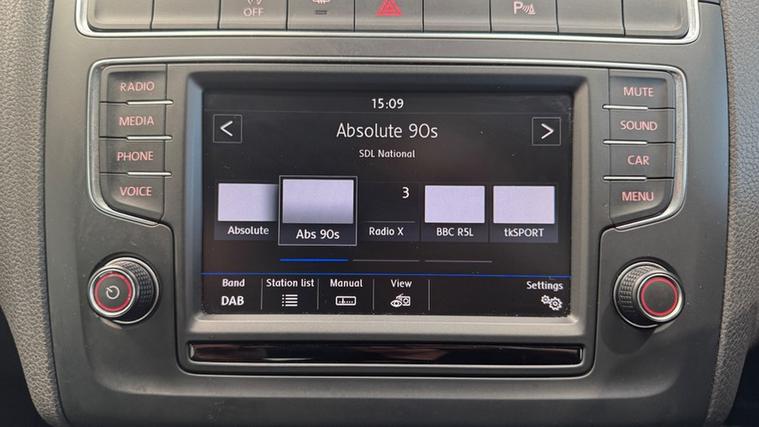 OFF
P
RADIO
MEDIA
PHONE
VOICE
15:09
Absolute 90s
SDL National
3
Absolute
Abs 90s
Radio X
BBC R5L
tkSPORT
Band
DAB
Station list
Manual
View
Settings
MUTE
SOUND
CAR
MENU